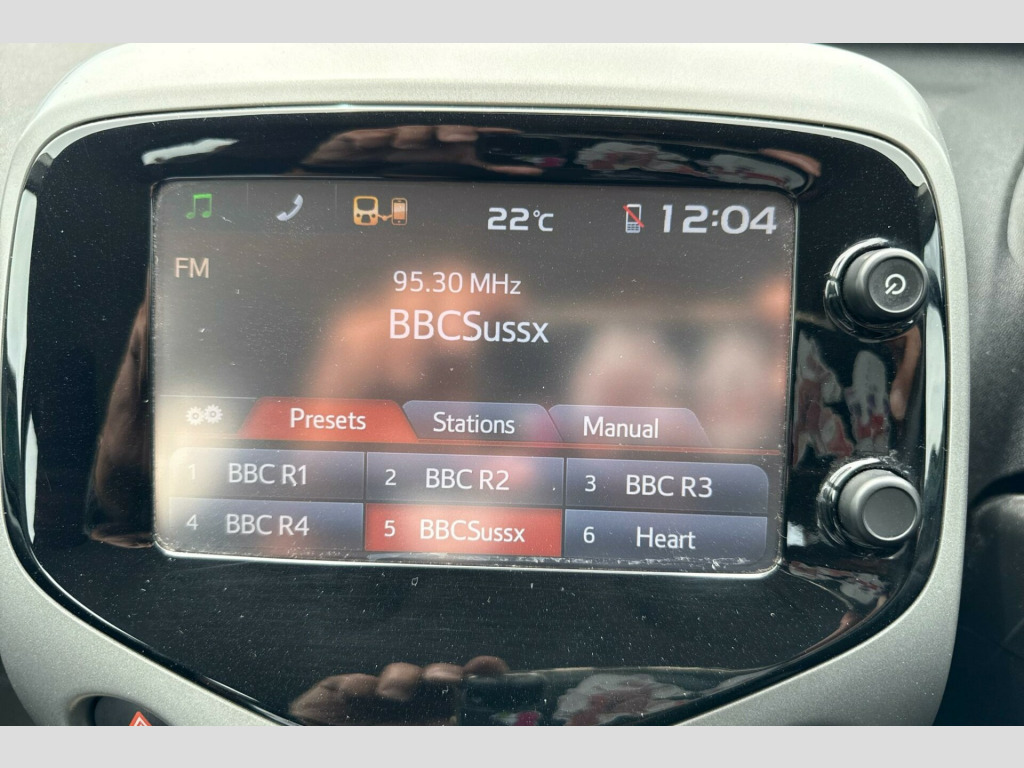 22°C 12:04
FM
95.30 MHz
BBCSussx
Presets Stations Manual
1 BBC R1 2 BBC R2 3 BBC R3
4 BBC R4 5 BBCSussx 6 Heart